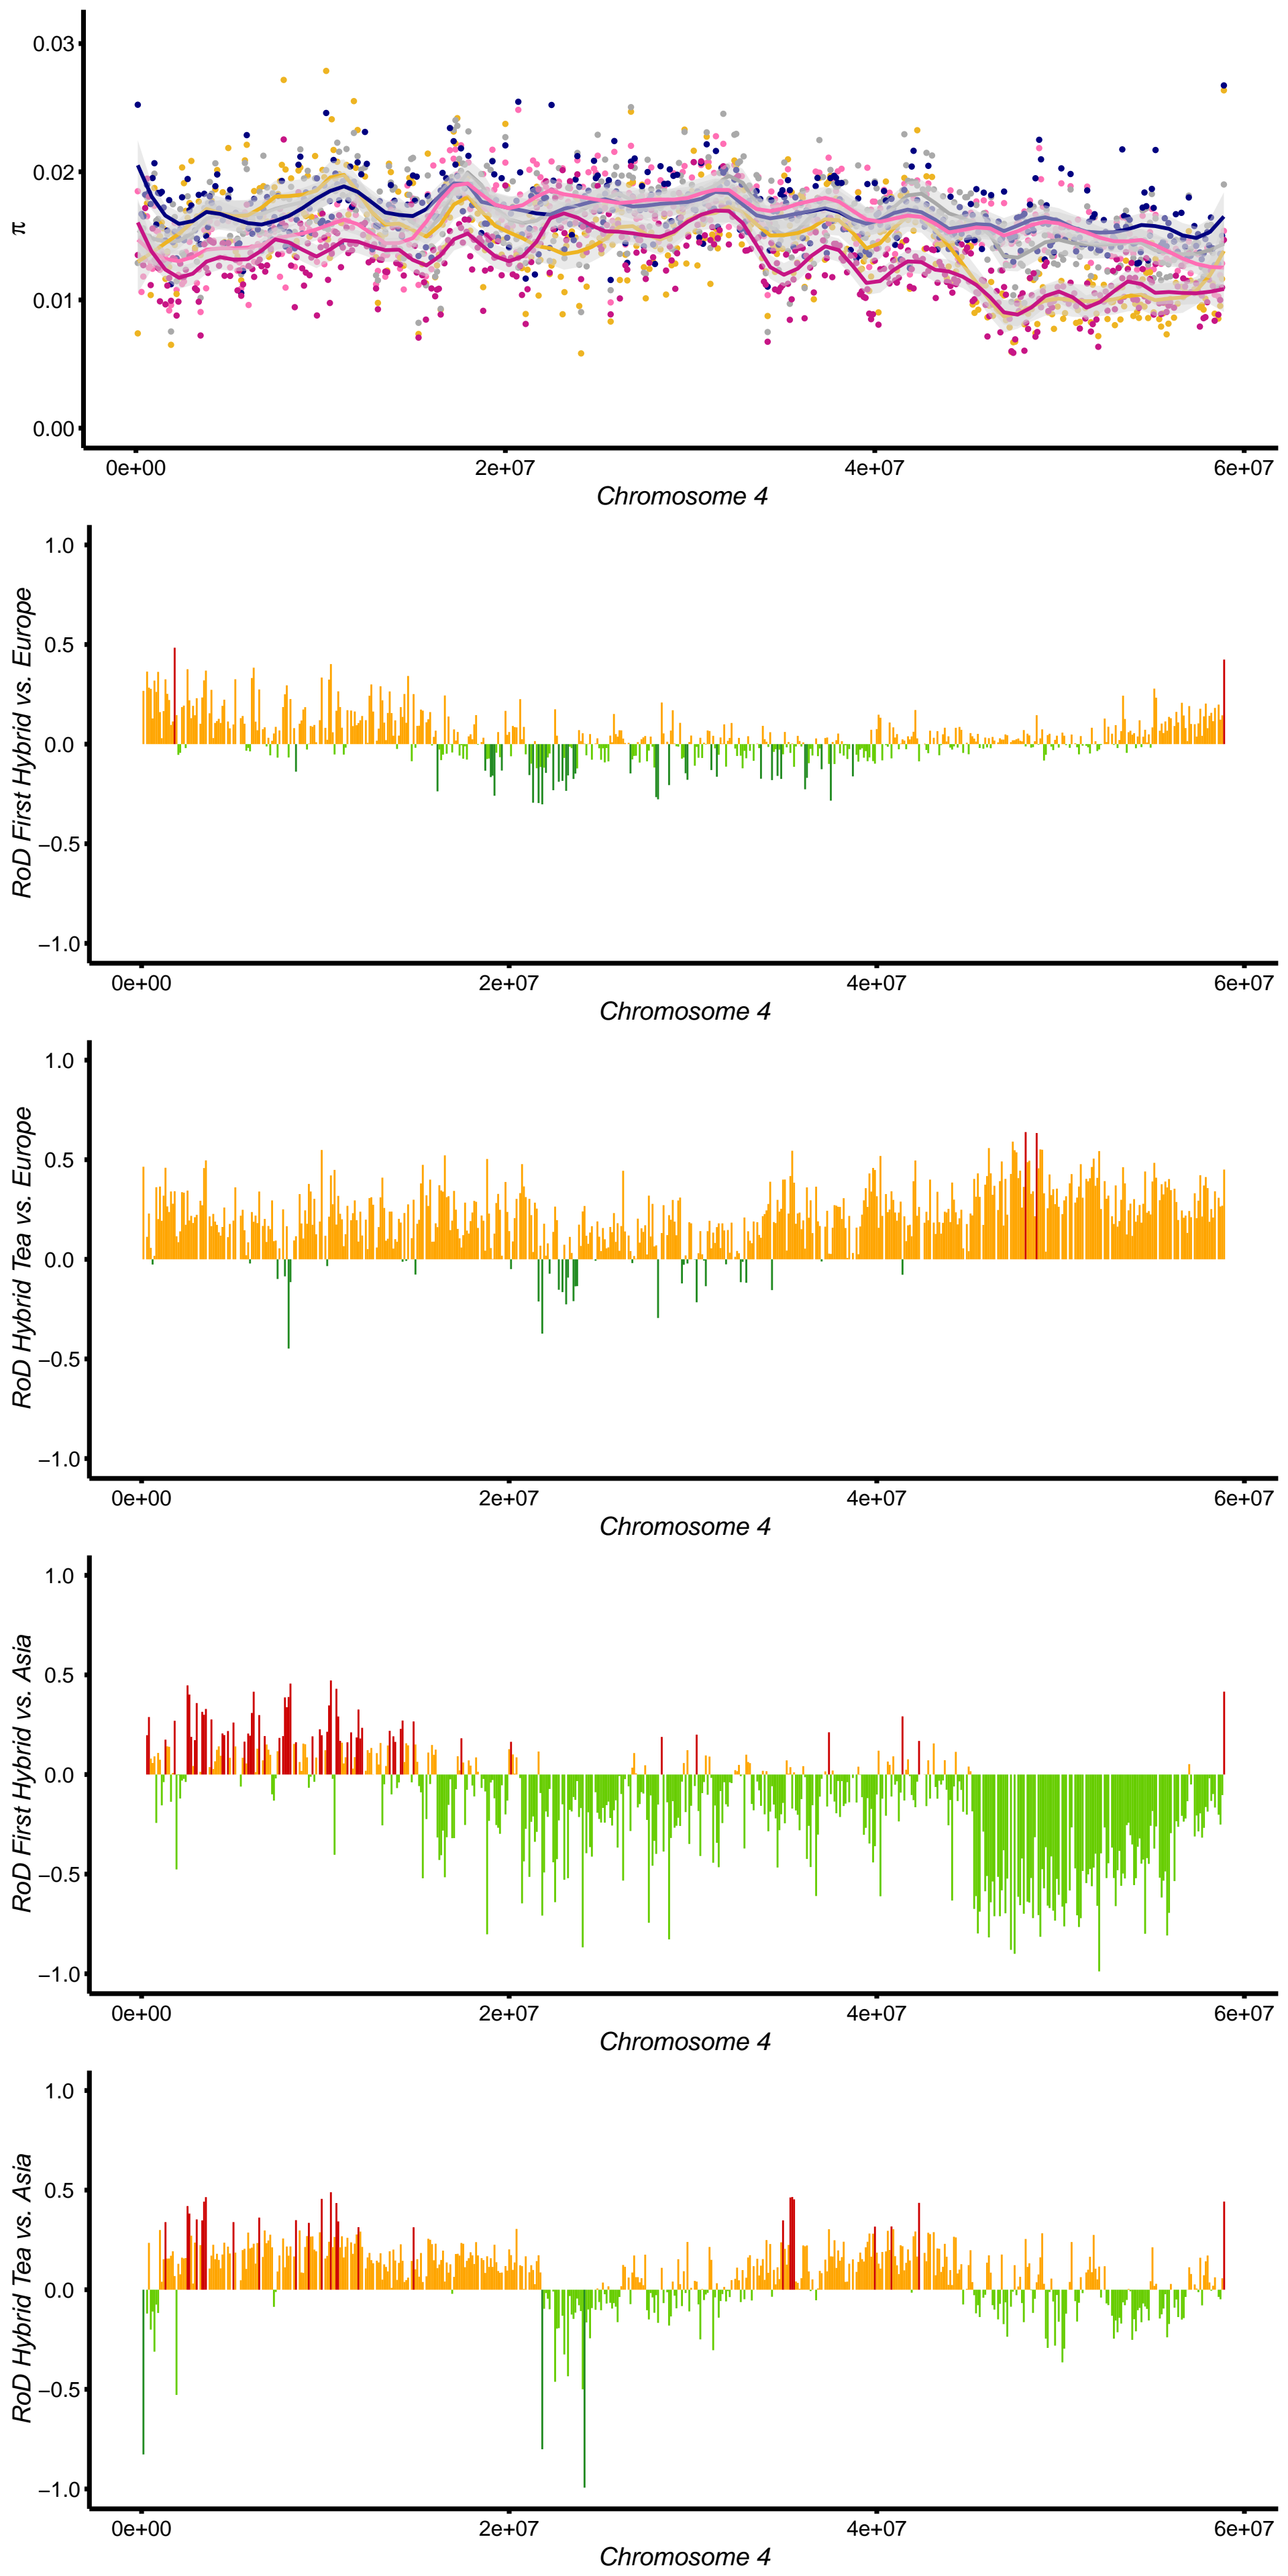 0.03
0.02
π
0.01
0.00
0e+00 2e+07 4e+07 6e+07
Chromosome 4
1.0
0.5
RoD First Hybrid vs. Europe
0.0
−0.5
−1.0
0e+00 2e+07 4e+07 6e+07
Chromosome 4
1.0
0.5
RoD Hybrid Tea vs. Europe
0.0
−0.5
−1.0
0e+00 2e+07 4e+07 6e+07
Chromosome 4
1.0
0.5
RoD First Hybrid vs. Asia
0.0
−0.5
−1.0
0e+00 2e+07 4e+07 6e+07
Chromosome 4
1.0
0.5
RoD Hybrid Tea vs. Asia
0.0
−0.5
−1.0
0e+00 2e+07 4e+07 6e+07
Chromosome 4